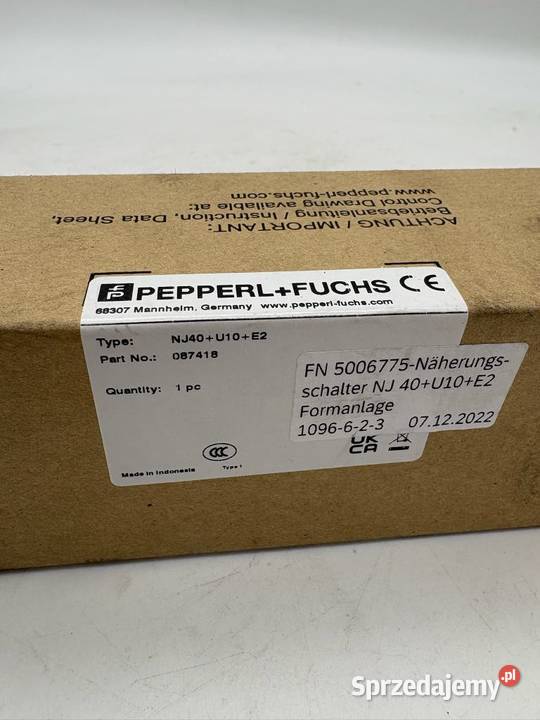 ACHTUNG / IMPORTANT:
Betriebsanleitung / Instruction, Data Sheet,
Control Drawing available at:
www.pepperl-fuchs.com
PEPPERL+FUCHS CE
68307 Mannheim, Germany www.pepperl-fuchs.com
Type: NJ40+U10+E2
Part No.: 087418
Quantity: 1 pc
FN 5006775-Näherungs-
schalter NJ 40+U10+E2
Formanlage
1096-6-2-3 07.12.2022
CCC
UK
CA
Made in Indonesia
Type 1
Sprzedajemy.pl